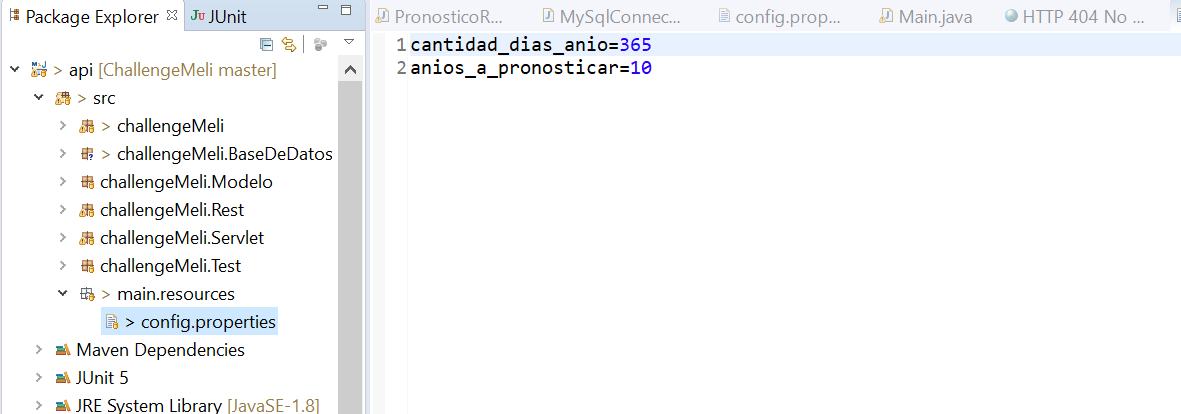 Package Explorer
JUnit
PronosticoR...
MySqlConnec...
config.prop...
Main.java
HTTP 404 No ...
> api [ChallengeMeli master]
> src
> challengeMeli
> challengeMeli.BaseDeDatos
challengeMeli.Modelo
challengeMeli.Rest
challengeMeli.Servlet
challengeMeli.Test
> main.resources
> config.properties
Maven Dependencies
JUnit 5
JRE System Library [JavaSE-1.8]
1 cantidad_dias_anio=365
2 anios_a_pronosticar=10